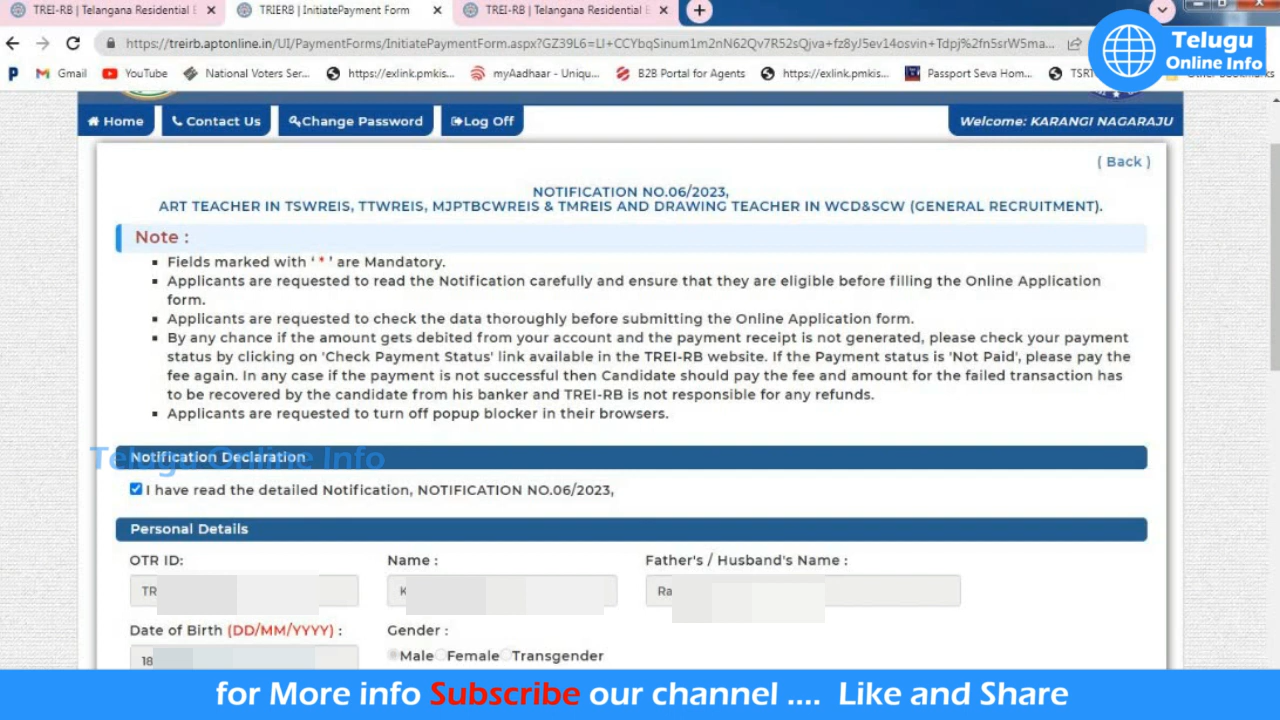 TREI-RB | Telangana Residential E
TRIERB | InitiatePayment Form
TREI-RB | Telangana Residential E
https://treirb.aptonline.in/UI/PaymentForms/InitiatePaymentForm.aspx?GZ39L6=LI+CCYbqSinum1m2nN62Qv7R52sQjva+fz8yJ5ev14osvin+Tdpj%2fn5srW5ma...
Gmail
YouTube
National Voters Ser...
https://exlink.pmkis...
myAadhaar - Uniqu...
B2B Portal for Agents
https://exlink.pmkis...
Passport Seva Hom...
Telugu
Online Info
Home
Contact Us
Change Password
Log Off
Welcome: KARANGI NAGARAJU
( Back )
NOTIFICATION NO.06/2023,
ART TEACHER IN TSWREIS, TTWREIS, MJPTBCWREIS & TMREIS AND DRAWING TEACHER IN WCD&SCW (GENERAL RECRUITMENT).
Note :
Fields marked with ‘ * ’ are Mandatory.
Applicants are requested to read the Notification carefully and ensure that they are eligible before filling the Online Application
form.
Applicants are requested to check the data thoroughly before submitting the Online Application form.
By any chance if the amount gets debited from your account and the payment receipt is not generated, please check your payment
status by clicking on 'Check Payment Status' link available in the TREI-RB website. If the Payment status is 'Not Paid', please pay the
fee again. In any case if the payment is not successful then Candidate should pay the fee and amount for the failed transaction has
to be recovered by the candidate from his banker and TREI-RB is not responsible for any refunds.
Applicants are requested to turn off popup blocker in their browsers.
Telugu Online Info
Notification Declaration
I have read the detailed Notification, NOTIFICATION NO.06/2023,
Personal Details
OTR ID:
Name :
Father's / Husband's Name :
TR
K
Ra
Date of Birth (DD/MM/YYYY) :
Gender :
18
Male Female Transgender
for More info Subscribe our channel .... Like and Share